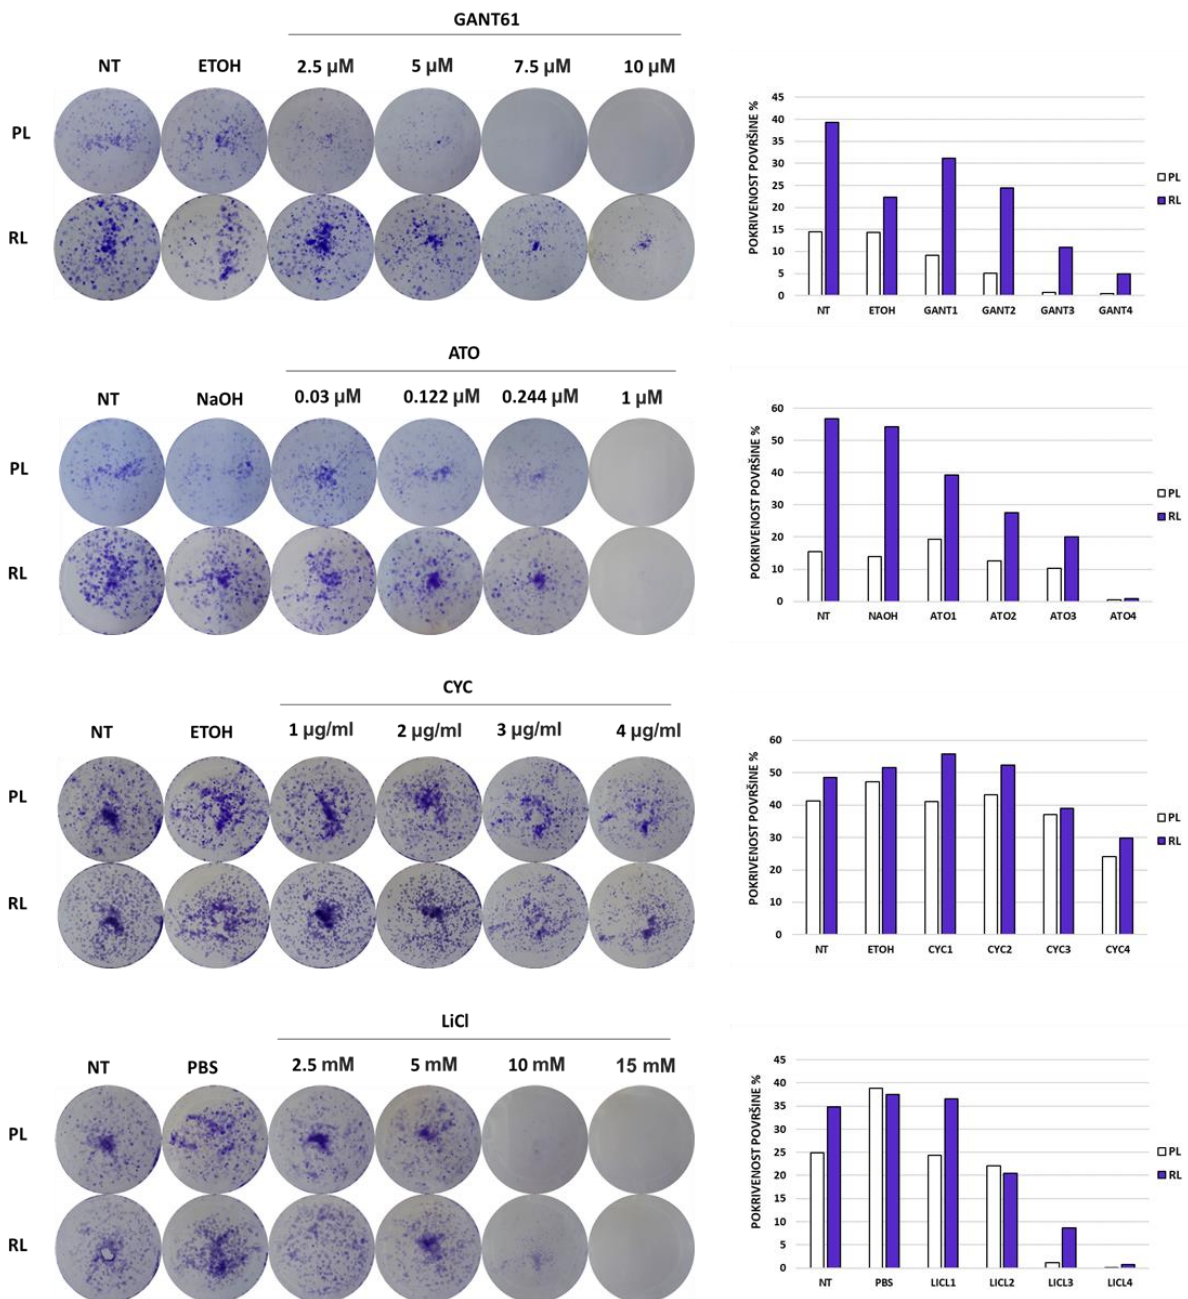 GANT61
NT ETOH 2.5 µM 5 µM 7.5 µM 10 µM
PL
RL
POKRIVENOST POVRŠINE %
45
40
35
30
25
20
15
10
5
0
NT ETOH GANT1 GANT2 GANT3 GANT4
PL
RL
ATO
NT NaOH 0.03 µM 0.122 µM 0.244 µM 1 µM
PL
RL
POKRIVENOST POVRŠINE %
60
50
40
30
20
10
0
NT NAOH ATO1 ATO2 ATO3 ATO4
PL
RL
CYC
NT ETOH 1 µg/ml 2 µg/ml 3 µg/ml 4 µg/ml
PL
RL
POKRIVENOST POVRŠINE %
60
50
40
30
20
10
0
NT ETOH CYC1 CYC2 CYC3 CYC4
PL
RL
LiCl
NT PBS 2.5 mM 5 mM 10 mM 15 mM
PL
RL
POKRIVENOST POVRŠINE %
45
40
35
30
25
20
15
10
5
0
NT PBS LICL1 LICL2 LICL3 LICL4
PL
RL